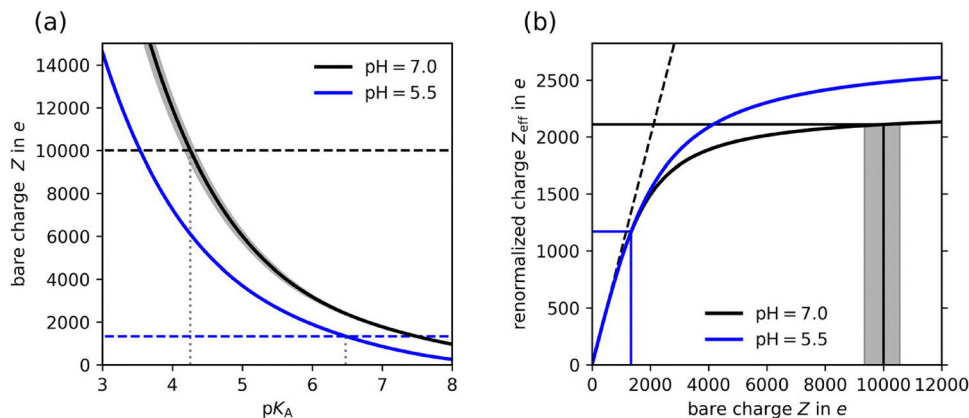 (a)
bare charge Z in e
14000
12000
10000
8000
6000
4000
2000
0
pH = 7.0
pH = 5.5
3
4
5
6
7
8
pK_A
(b)
renormalized charge Z_eff in e
2500
2000
1500
1000
500
0
pH = 7.0
pH = 5.5
0
2000
4000
6000
8000
10000
12000
bare charge Z in e